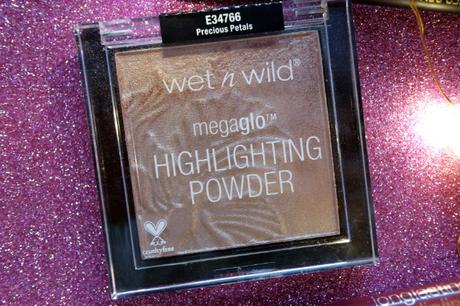 E34766
Precious Petals
wet n wild®
megaglo™
HIGHLIGHTING
POWDER
crueltyfree